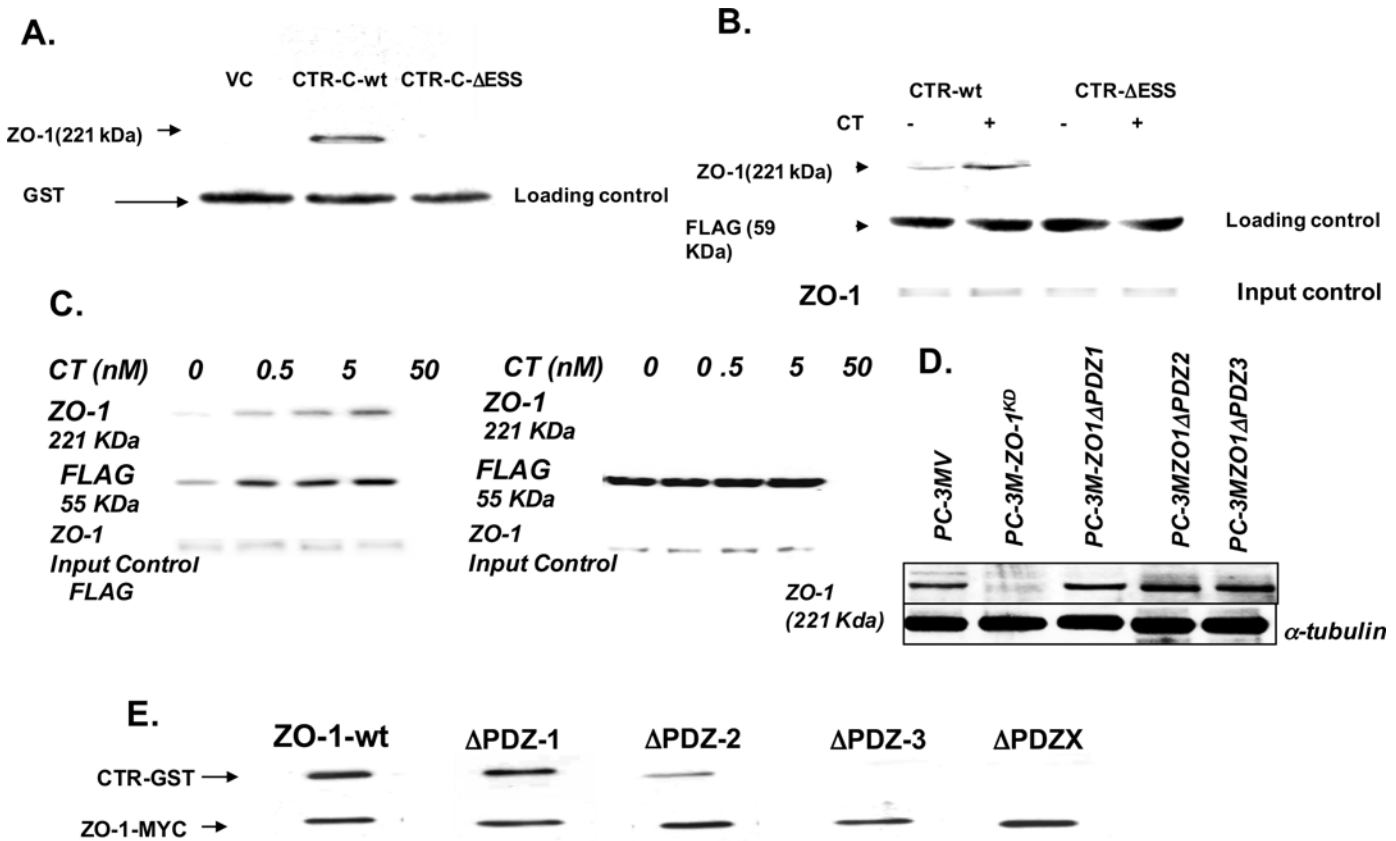 A.
VC CTR-C-wt CTR-C-ΔESS
ZO-1(221 kDa)
GST
Loading control
B.
CTR-wt CTR-ΔESS
CT - + - +
ZO-1(221 kDa)
FLAG (59
KDa)
Loading control
ZO-1 Input control
C.
CT (nM) 0 0.5 5 50
ZO-1
221 KDa
FLAG
55 KDa
ZO-1
Input Control
FLAG
CT (nM) 0 0 .5 5 50
ZO-1
221 KDa
FLAG
55 KDa
ZO-1
Input Control
D.
PC-3MV
PC-3M-ZO-1KD
PC-3M-ZO1ΔPDZ1
PC-3MZO1ΔPDZ2
PC-3MZO1ΔPDZ3
ZO-1
(221 Kda)
α-tubulin
E.
ZO-1-wt ΔPDZ-1 ΔPDZ-2 ΔPDZ-3 ΔPDZX
CTR-GST
ZO-1-MYC